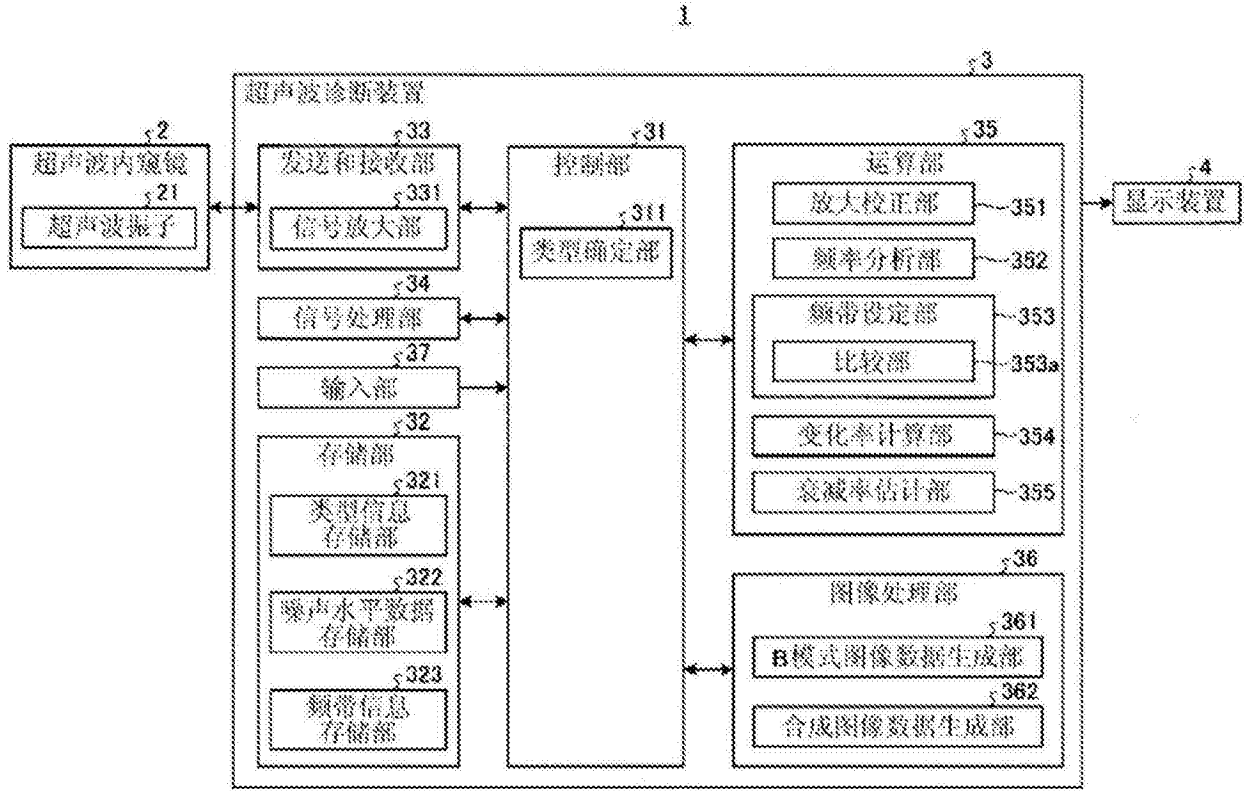 1
3
超声波诊断装置
2
超声波内窥镜
21
超声波振子
33
发送和接收部
331
信号放大部
34
信号处理部
37
输入部
32
存储部
321
类型信息
存储部
322
噪声水平数据
存储部
323
频带信息
存储部
31
控制部
311
类型确定部
35
运算部
放大校正部
351
频率分析部
352
频带设定部
353
比较部
353a
变化率计算部
354
衰减率估计部
355
36
图像处理部
361
B模式图像数据生成部
362
合成图像数据生成部
4
显示装置